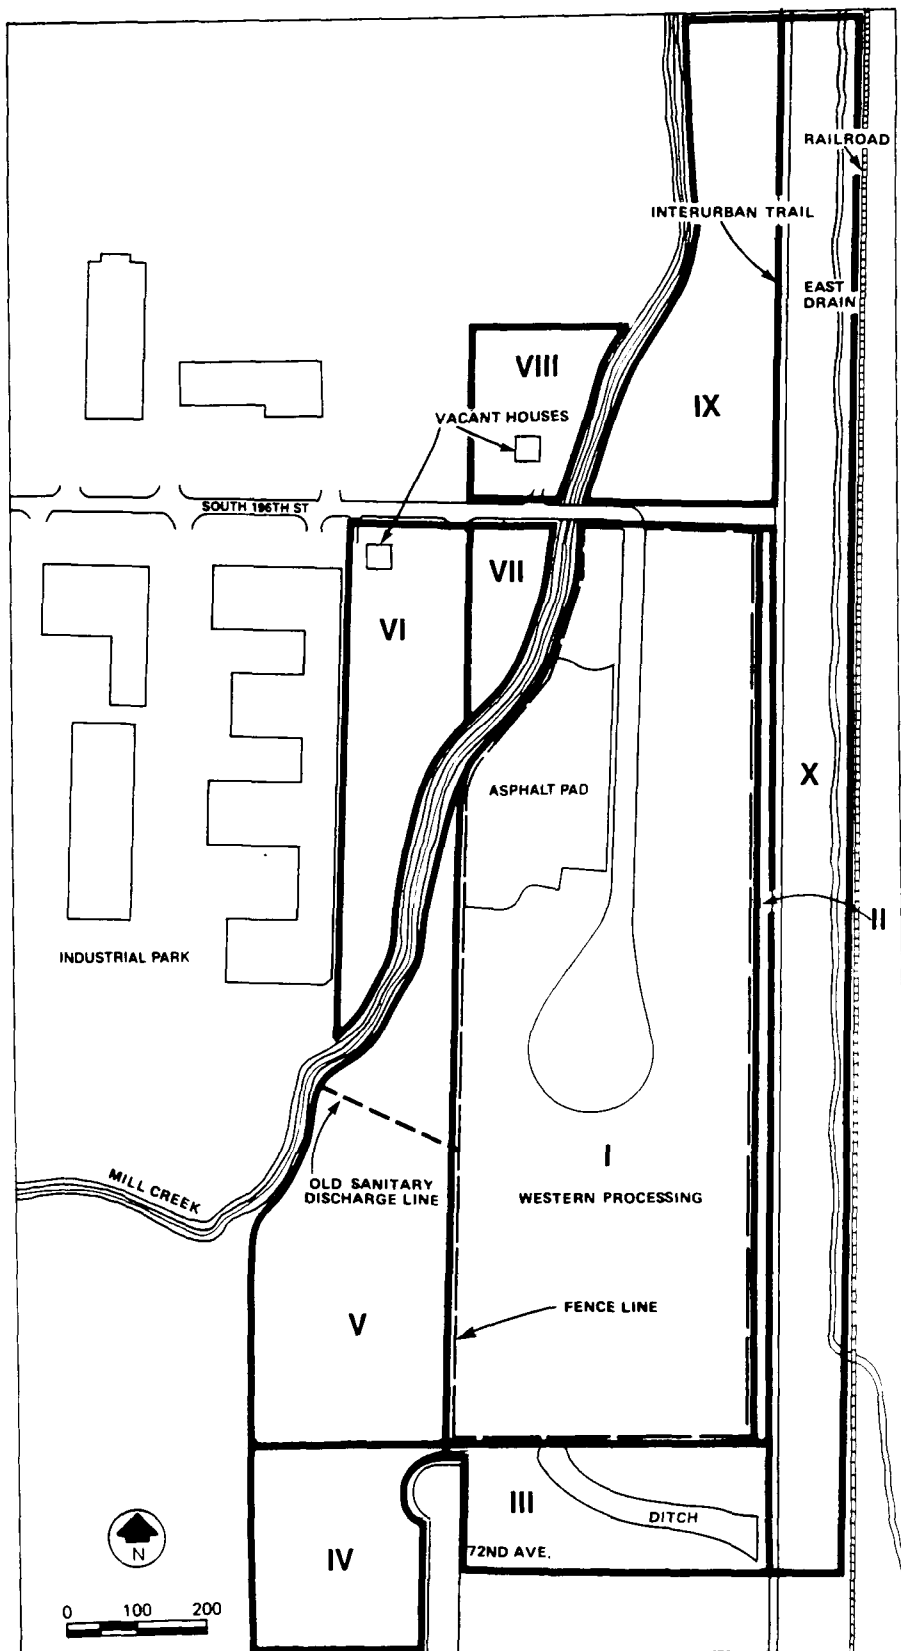 RAILROAD
INTERURBAN TRAIL
EAST
DRAIN
VIII
IX
VACANT HOUSES
SOUTH 196TH ST
VII
VI
X
ASPHALT PAD
II
INDUSTRIAL PARK
I
MILL CREEK
OLD SANITARY
DISCHARGE LINE
WESTERN PROCESSING
FENCE LINE
V
III
DITCH
IV
72ND AVE.
N
0 100 200